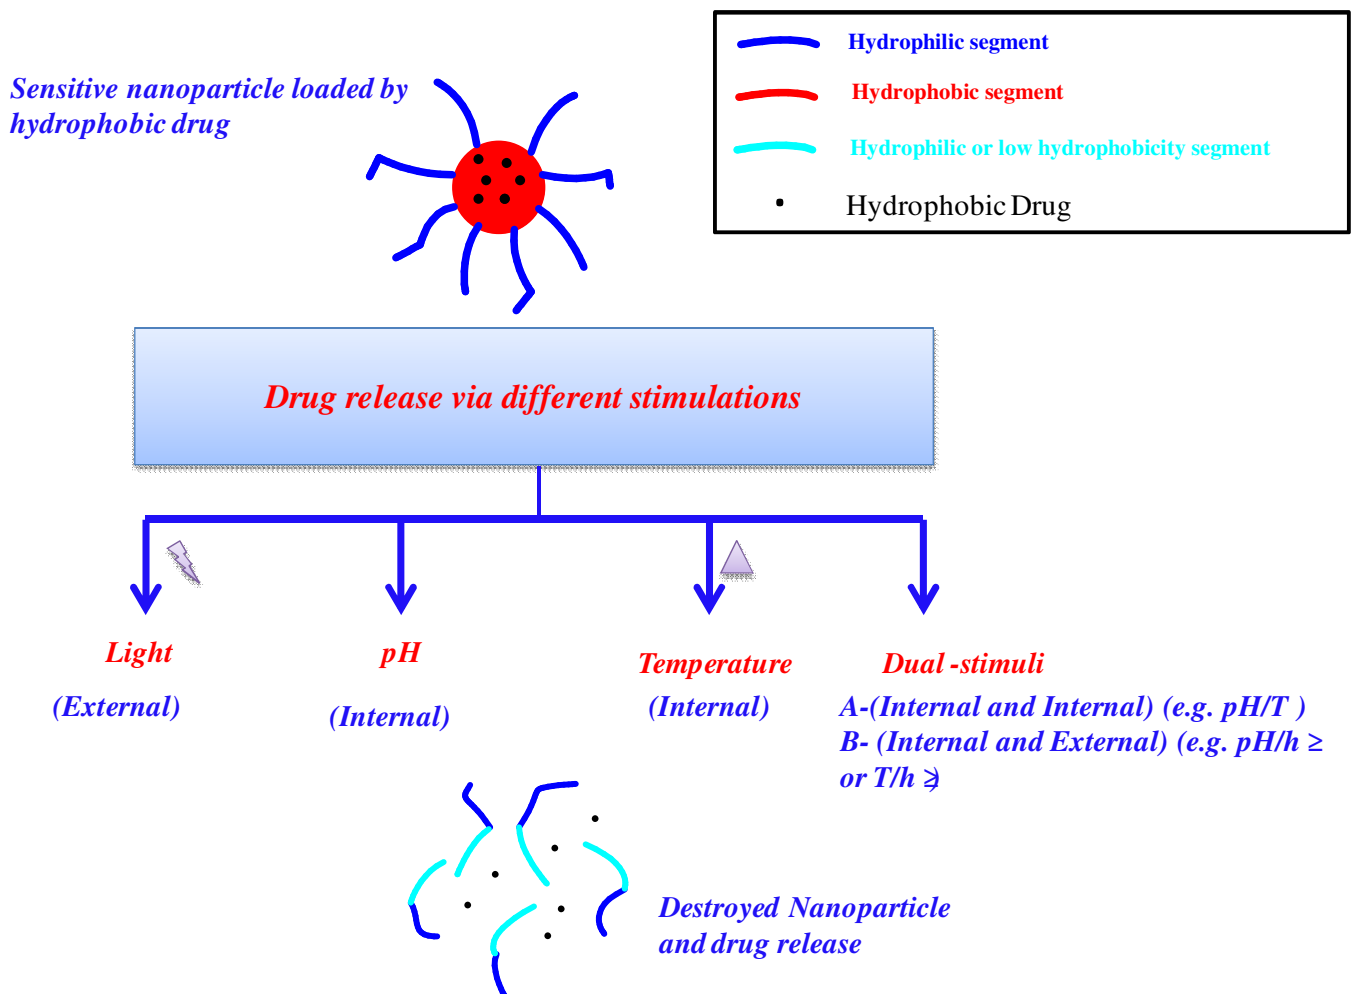 Sensitive nanoparticle loaded by
hydrophobic drug
Hydrophilic segment
Hydrophobic segment
Hydrophilic or low hydrophobicity segment
Hydrophobic Drug
Drug release via different stimulations
Light
(External)
pH
(Internal)
Temperature
(Internal)
Dual -stimuli
A-(Internal and Internal) (e.g. pH/T )
B- (Internal and External) (e.g. pH/h ≥
or T/h ≥)
Destroyed Nanoparticle
and drug release